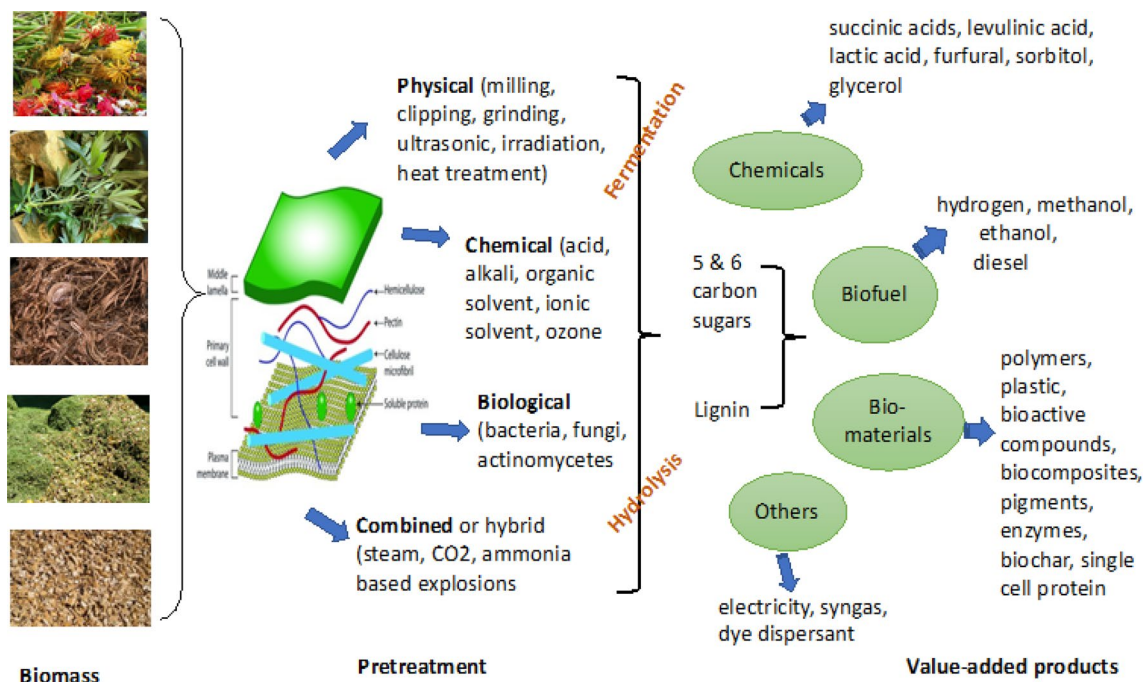 Physical (milling,
clipping, grinding,
ultrasonic, irradiation,
heat treatment)
Chemical (acid,
alkali, organic
solvent, ionic
solvent, ozone
Biological
(bacteria, fungi,
actinomycetes
Combined or hybrid
(steam, CO2, ammonia
based explosions
Middle
lamella
Primary
cell wall
Plasma
membrane
Hemicellulose
Pectin
Cellulose
microfibril
Soluble protein
Fermentation
Hydrolysis
5 & 6
carbon
sugars
Lignin
succinic acids, levulinic acid,
lactic acid, furfural, sorbitol,
glycerol
Chemicals
hydrogen, methanol,
ethanol,
diesel
Biofuel
polymers,
plastic,
bioactive
compounds,
biocomposites,
pigments,
enzymes,
biochar, single
cell protein
Bio-
materials
Others
electricity, syngas,
dye dispersant
Biomass
Pretreatment
Value-added products